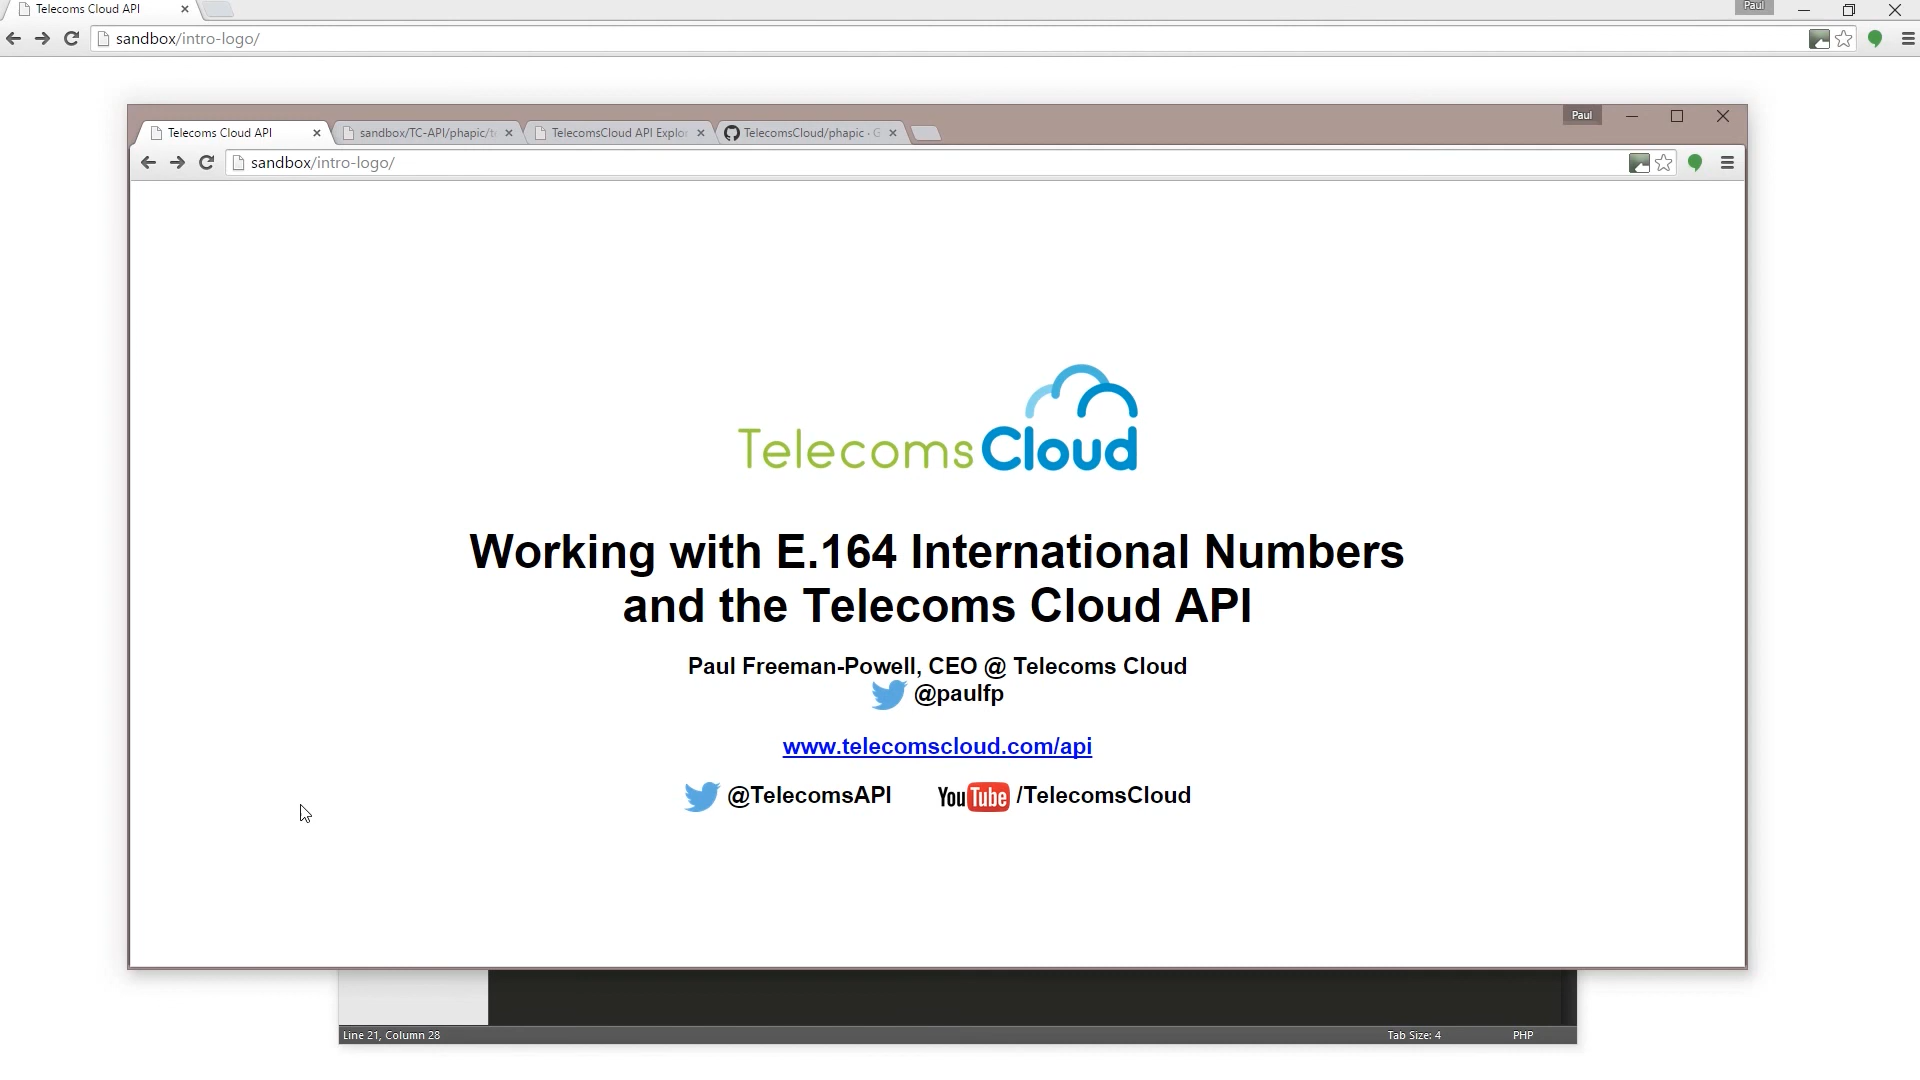 Telecoms Cloud API
Paul
sandbox/intro-logo/
Paul
Telecoms Cloud API
sandbox/TC-API/phapic/t
TelecomsCloud API Explo
TelecomsCloud/phapic · G
sandbox/intro-logo/
Telecoms Cloud
Working with E.164 International Numbers
and the Telecoms Cloud API
Paul Freeman-Powell, CEO @ Telecoms Cloud
@paulfp
www.telecomscloud.com/api
@TelecomsAPI
YouTube /TelecomsCloud
Line 21, Column 28
Tab Size: 4
PHP